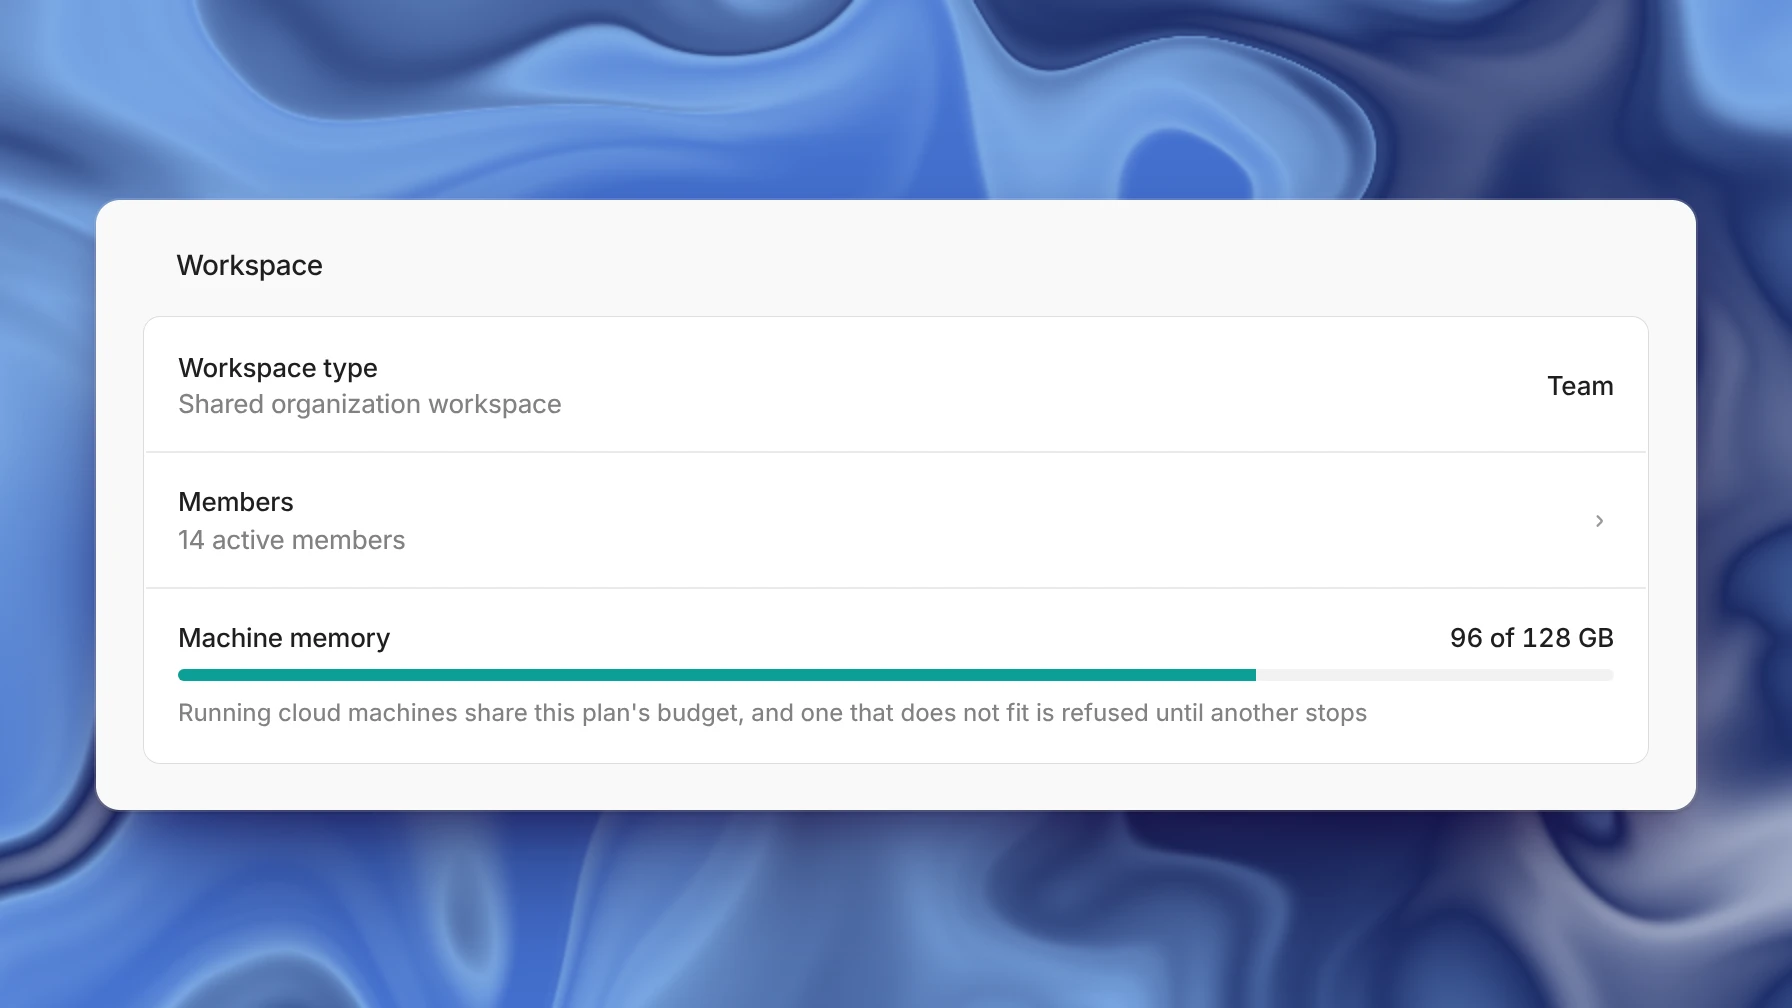 Workspace
Workspace type
Shared organization workspace
Team
Members
14 active members
Machine memory
96 of 128 GB
Running cloud machines share this plan's budget, and one that does not fit is refused until another stops